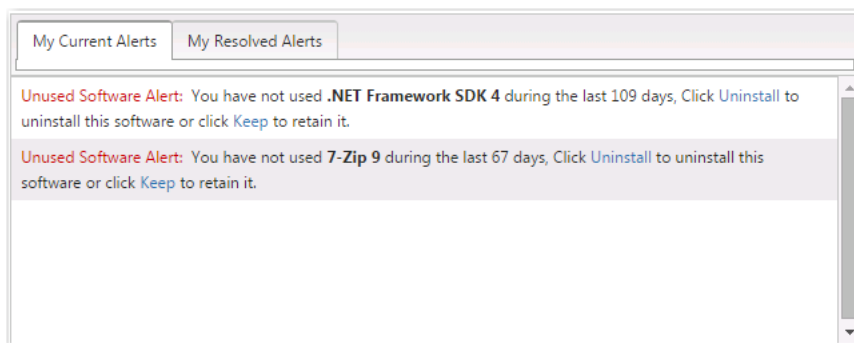 My Current Alerts My Resolved Alerts
Unused Software Alert: You have not used .NET Framework SDK 4 during the last 109 days, Click Uninstall to
uninstall this software or click Keep to retain it.
Unused Software Alert: You have not used 7-Zip 9 during the last 67 days, Click Uninstall to uninstall this
software or click Keep to retain it.